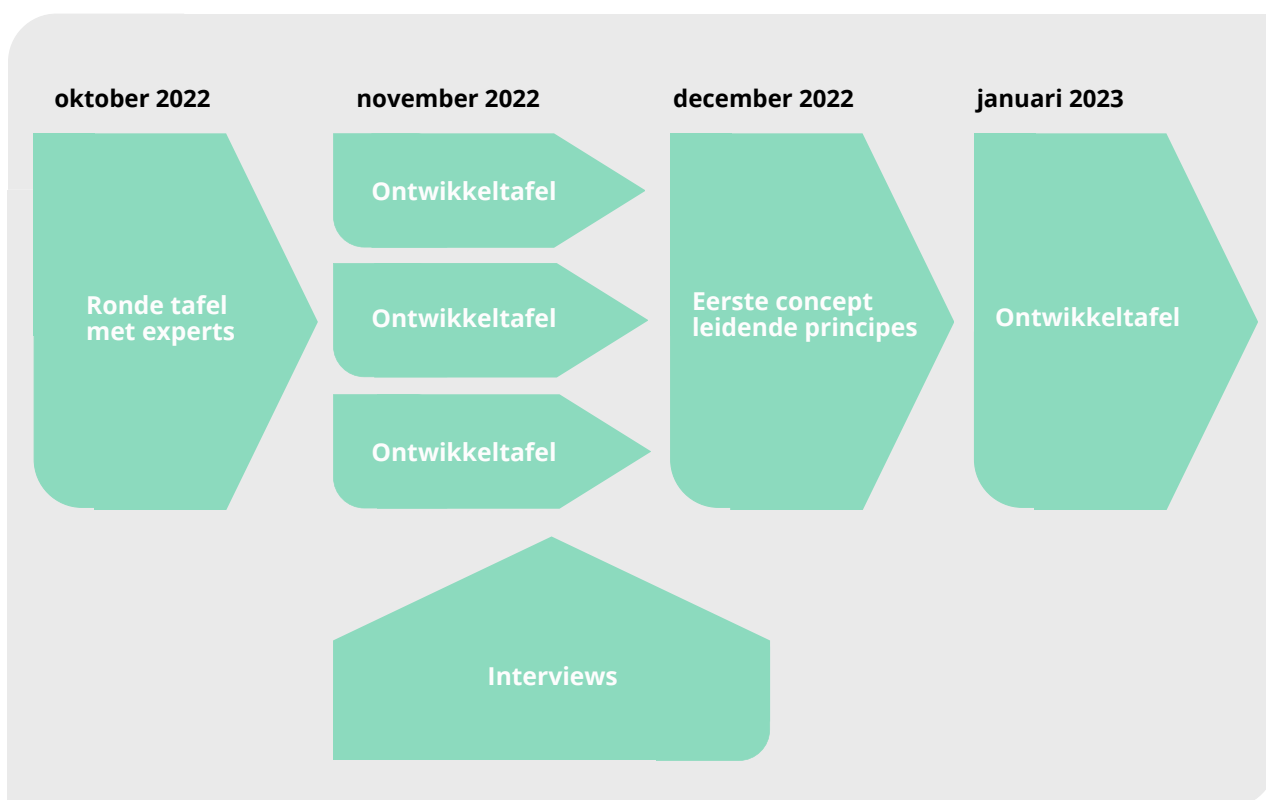 oktober 2022
november 2022
december 2022
januari 2023
Ronde tafel
met experts
Ontwikkeltafel
Ontwikkeltafel
Ontwikkeltafel
Eerste concept
leidende principes
Ontwikkeltafel
Interviews